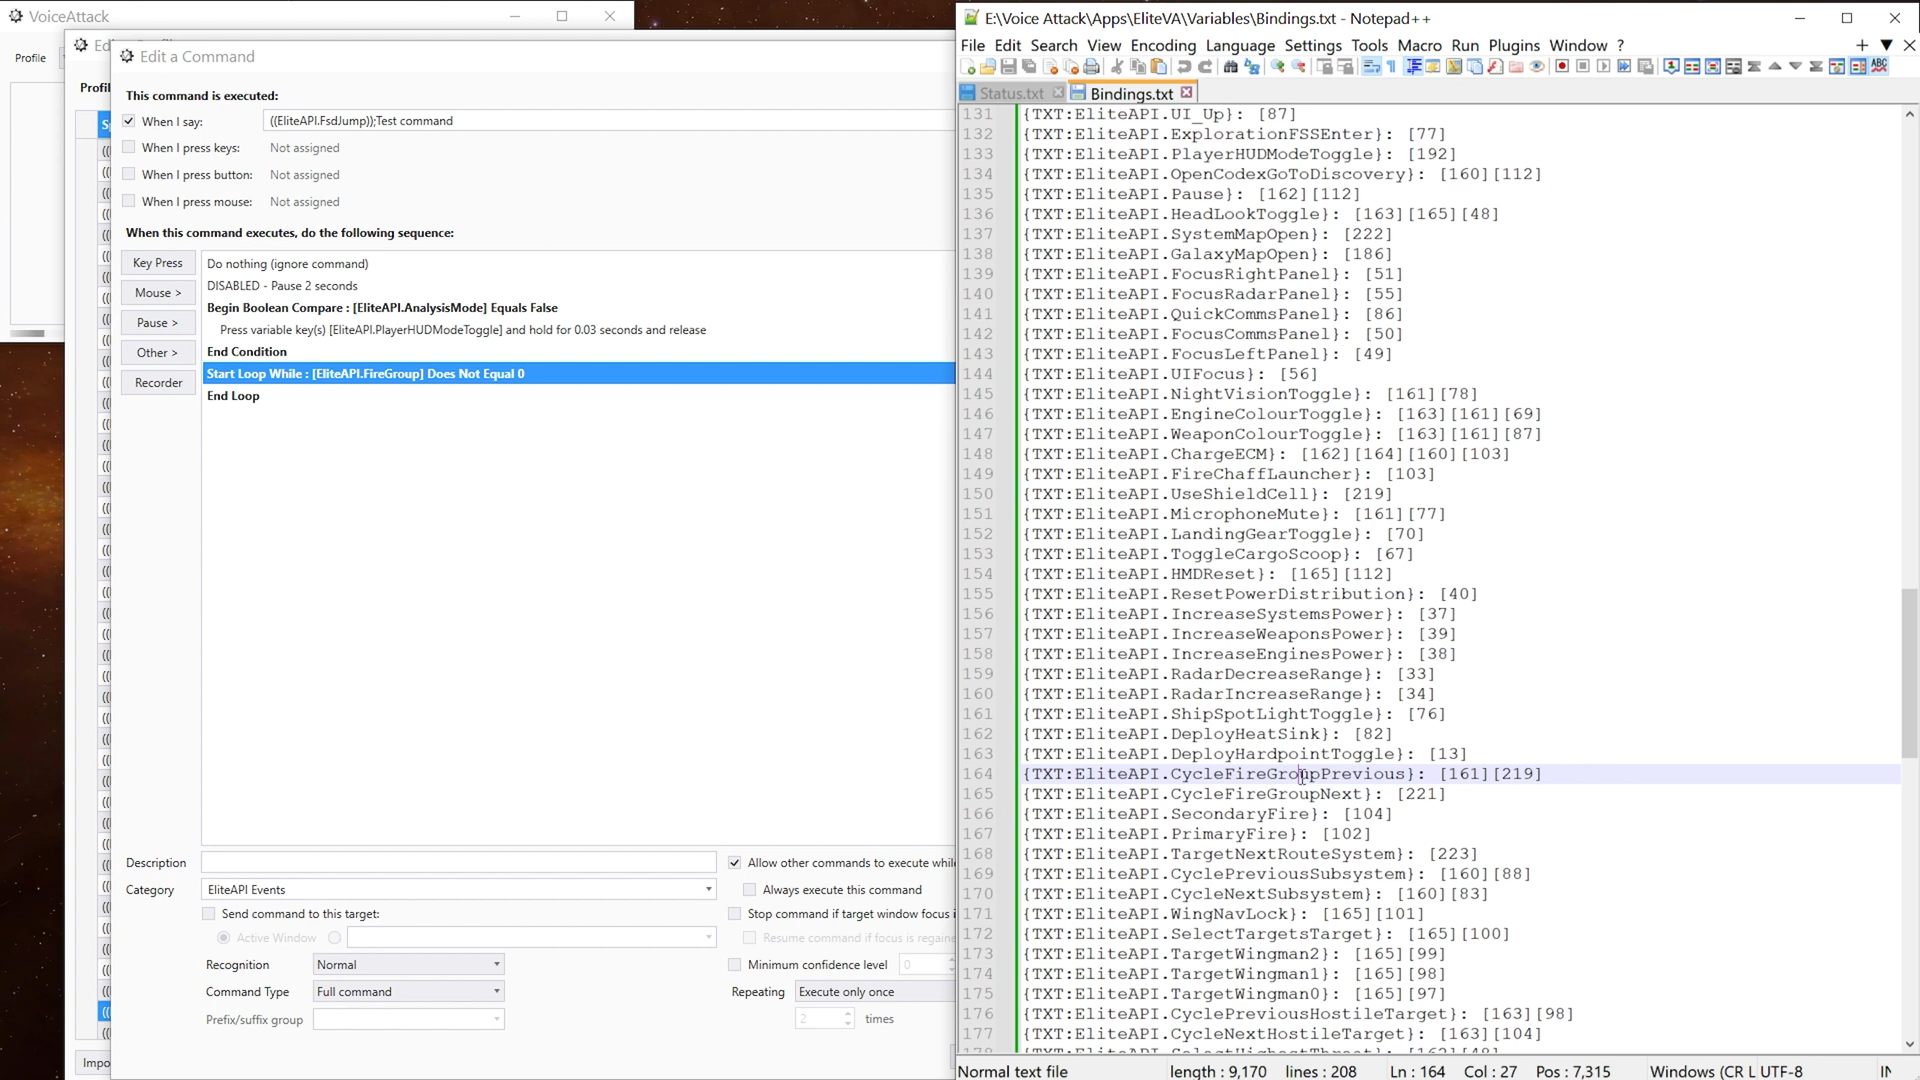 VoiceAttack
Profile
Ed
Profil
Edit a Command
This command is executed:
When I say: ((EliteAPI.FsdJump));Test command
When I press keys: Not assigned
When I press button: Not assigned
When I press mouse: Not assigned
When this command executes, do the following sequence:
Key Press
Mouse >
Pause >
Other >
Recorder
Do nothing (ignore command)
DISABLED - Pause 2 seconds
Begin Boolean Compare : [EliteAPI.AnalysisMode] Equals False
Press variable key(s) [EliteAPI.PlayerHUDModeToggle] and hold for 0.03 seconds and release
End Condition
Start Loop While : [EliteAPI.FireGroup] Does Not Equal 0
End Loop
Description
Category EliteAPI Events
Send command to this target:
Active Window
Recognition Normal
Command Type Full command
Prefix/suffix group
Allow other commands to execute while
Always execute this command
Stop command if target window focus i
Resume command if focus is regaine
Minimum confidence level 0
Repeating Execute only once
2 times
Impo
E:\Voice Attack\Apps\EliteVA\Variables\Bindings.txt - Notepad++
File Edit Search View Encoding Language Settings Tools Macro Run Plugins Window ?
Status.txt Bindings.txt
131 {TXT:EliteAPI.UI_Up}: [87]
132 {TXT:EliteAPI.ExplorationFSSEnter}: [77]
133 {TXT:EliteAPI.PlayerHUDModeToggle}: [192]
134 {TXT:EliteAPI.OpenCodexGoToDiscovery}: [160][112]
135 {TXT:EliteAPI.Pause}: [162][112]
136 {TXT:EliteAPI.HeadLookToggle}: [163][165][48]
137 {TXT:EliteAPI.SystemMapOpen}: [222]
138 {TXT:EliteAPI.GalaxyMapOpen}: [186]
139 {TXT:EliteAPI.FocusRightPanel}: [51]
140 {TXT:EliteAPI.FocusRadarPanel}: [55]
141 {TXT:EliteAPI.QuickCommsPanel}: [86]
142 {TXT:EliteAPI.FocusCommsPanel}: [50]
143 {TXT:EliteAPI.FocusLeftPanel}: [49]
144 {TXT:EliteAPI.UIFocus}: [56]
145 {TXT:EliteAPI.NightVisionToggle}: [161][78]
146 {TXT:EliteAPI.EngineColourToggle}: [163][161][69]
147 {TXT:EliteAPI.WeaponColourToggle}: [163][161][87]
148 {TXT:EliteAPI.ChargeECM}: [162][164][160][103]
149 {TXT:EliteAPI.FireChaffLauncher}: [103]
150 {TXT:EliteAPI.UseShieldCell}: [219]
151 {TXT:EliteAPI.MicrophoneMute}: [161][77]
152 {TXT:EliteAPI.LandingGearToggle}: [70]
153 {TXT:EliteAPI.ToggleCargoScoop}: [67]
154 {TXT:EliteAPI.HMDReset}: [165][112]
155 {TXT:EliteAPI.ResetPowerDistribution}: [40]
156 {TXT:EliteAPI.IncreaseSystemsPower}: [37]
157 {TXT:EliteAPI.IncreaseWeaponsPower}: [39]
158 {TXT:EliteAPI.IncreaseEnginesPower}: [38]
159 {TXT:EliteAPI.RadarDecreaseRange}: [33]
160 {TXT:EliteAPI.RadarIncreaseRange}: [34]
161 {TXT:EliteAPI.ShipSpotLightToggle}: [76]
162 {TXT:EliteAPI.DeployHeatSink}: [82]
163 {TXT:EliteAPI.DeployHardpointToggle}: [13]
164 {TXT:EliteAPI.CycleFireGroupPrevious}: [161][219]
165 {TXT:EliteAPI.CycleFireGroupNext}: [221]
166 {TXT:EliteAPI.SecondaryFire}: [104]
167 {TXT:EliteAPI.PrimaryFire}: [102]
168 {TXT:EliteAPI.TargetNextRouteSystem}: [223]
169 {TXT:EliteAPI.CyclePreviousSubsystem}: [160][88]
170 {TXT:EliteAPI.CycleNextSubsystem}: [160][83]
171 {TXT:EliteAPI.WingNavLock}: [165][101]
172 {TXT:EliteAPI.SelectTargetsTarget}: [165][100]
173 {TXT:EliteAPI.TargetWingman2}: [165][99]
174 {TXT:EliteAPI.TargetWingman1}: [165][98]
175 {TXT:EliteAPI.TargetWingman0}: [165][97]
176 {TXT:EliteAPI.CyclePreviousHostileTarget}: [163][98]
177 {TXT:EliteAPI.CycleNextHostileTarget}: [163][104]
Normal text file length : 9,170 lines : 208 Ln : 164 Col : 27 Pos : 7,315 Windows (CR L UTF-8 IN